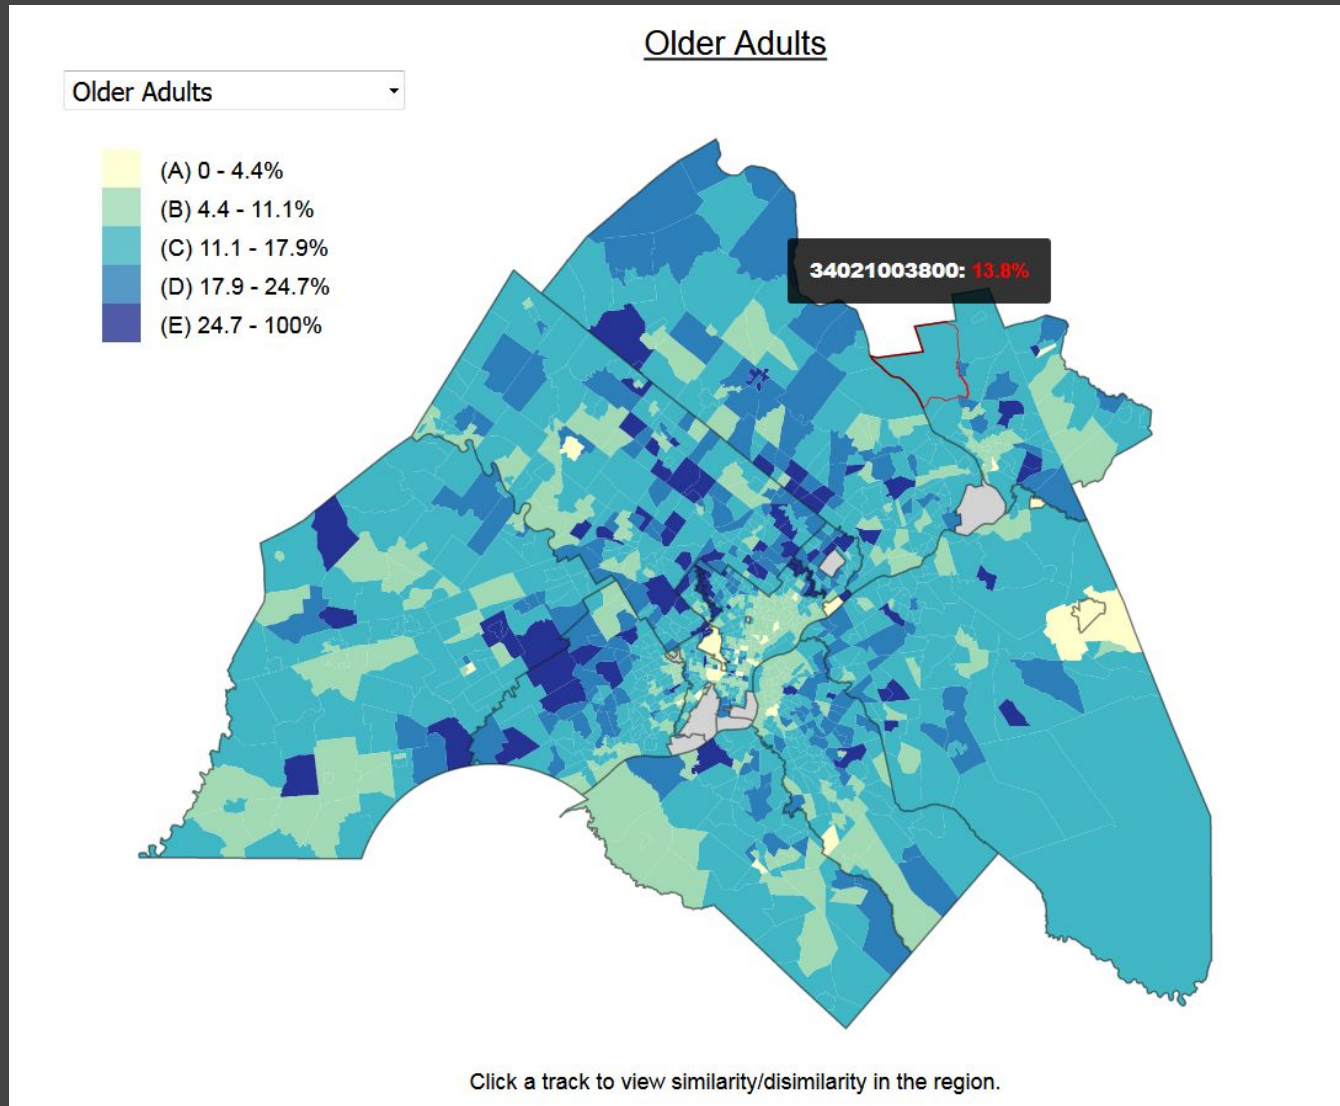 Older Adults
Older Adults
(A) 0 - 4.4%
(B) 4.4 - 11.1%
(C) 11.1 - 17.9%
(D) 17.9 - 24.7%
(E) 24.7 - 100%
34021003800: 13.8%
Click a track to view similarity/disimilarity in the region.